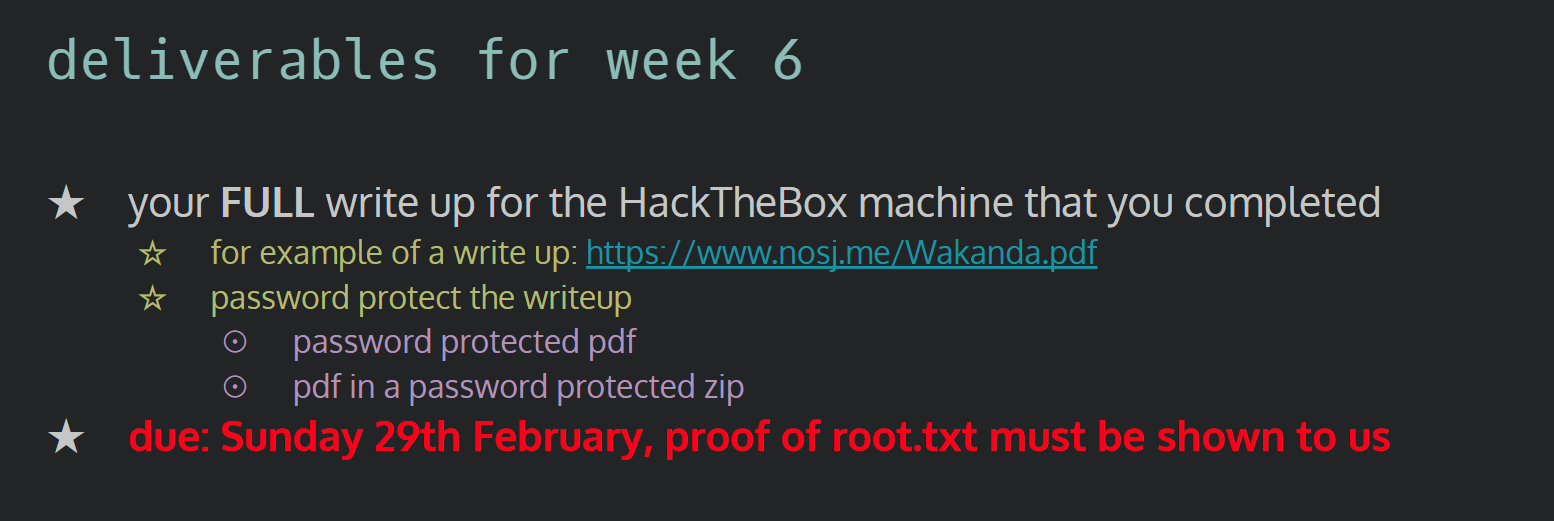 deliverables for week 6
★ your FULL write up for the HackTheBox machine that you completed
☆ for example of a write up: https://www.nosj.me/Wakanda.pdf
☆ password protect the writeup
☉ password protected pdf
☉ pdf in a password protected zip
★ due: Sunday 29th February, proof of root.txt must be shown to us